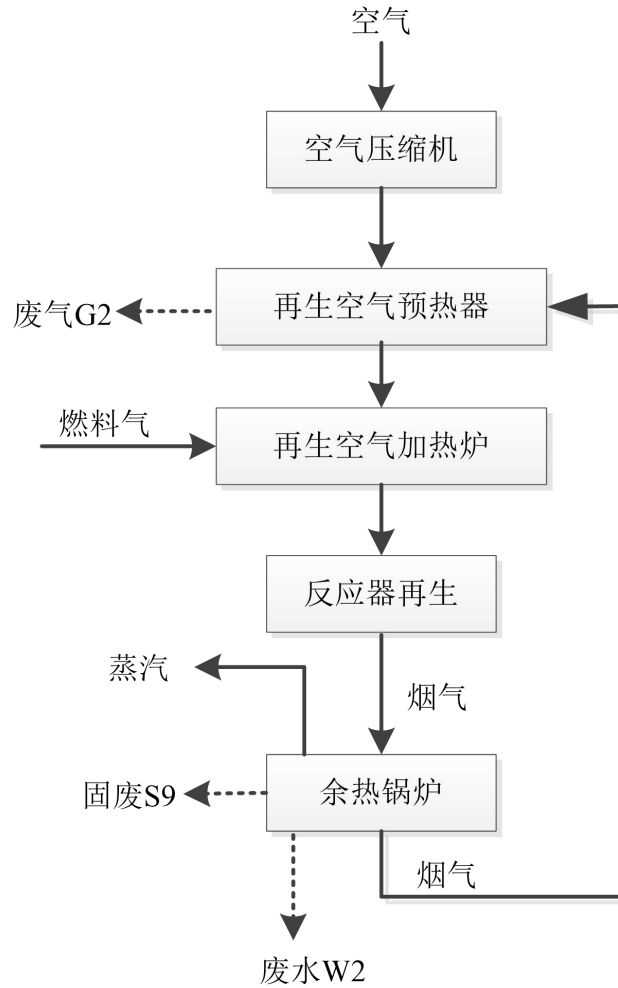 空气
空气压缩机
再生空气预热器
废气G2
燃料气
再生空气加热炉
反应器再生
蒸汽
烟气
固废S9
余热锅炉
烟气
废水W2